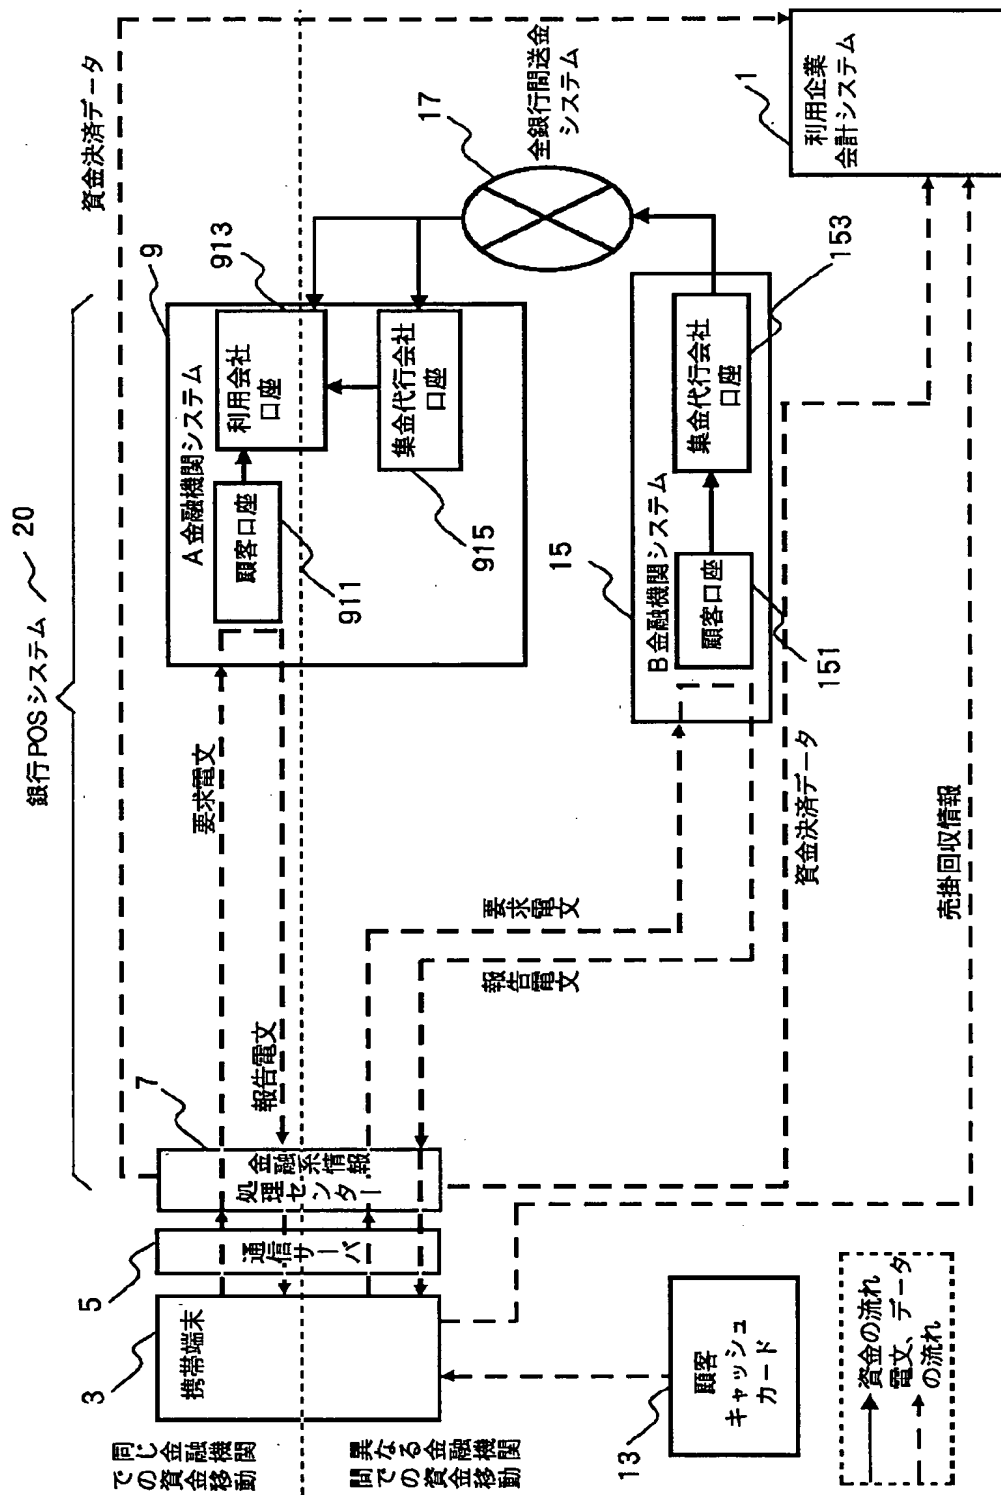 銀行POSシステム 20
資金決済データ
同じ金融機関
での資金移
動
異なる金融機関
間での資金移
動
3
携帯端末
5
通信サーバ
7
金融系情報
処理センター
要求電文
報告電文
要求電文
報告電文
9
A金融機関システム
顧客口座
911
利用会社
口座
913
集金代行会社
口座
915
17
全銀行間送金
システム
15
B金融機関システム
顧客口座
151
集金代行会社
口座
153
1
利用企業
会計システム
資金決済データ
売掛回収情報
13
顧客
キャッシュ
カード
資金の流れ
電文、データ
の流れ